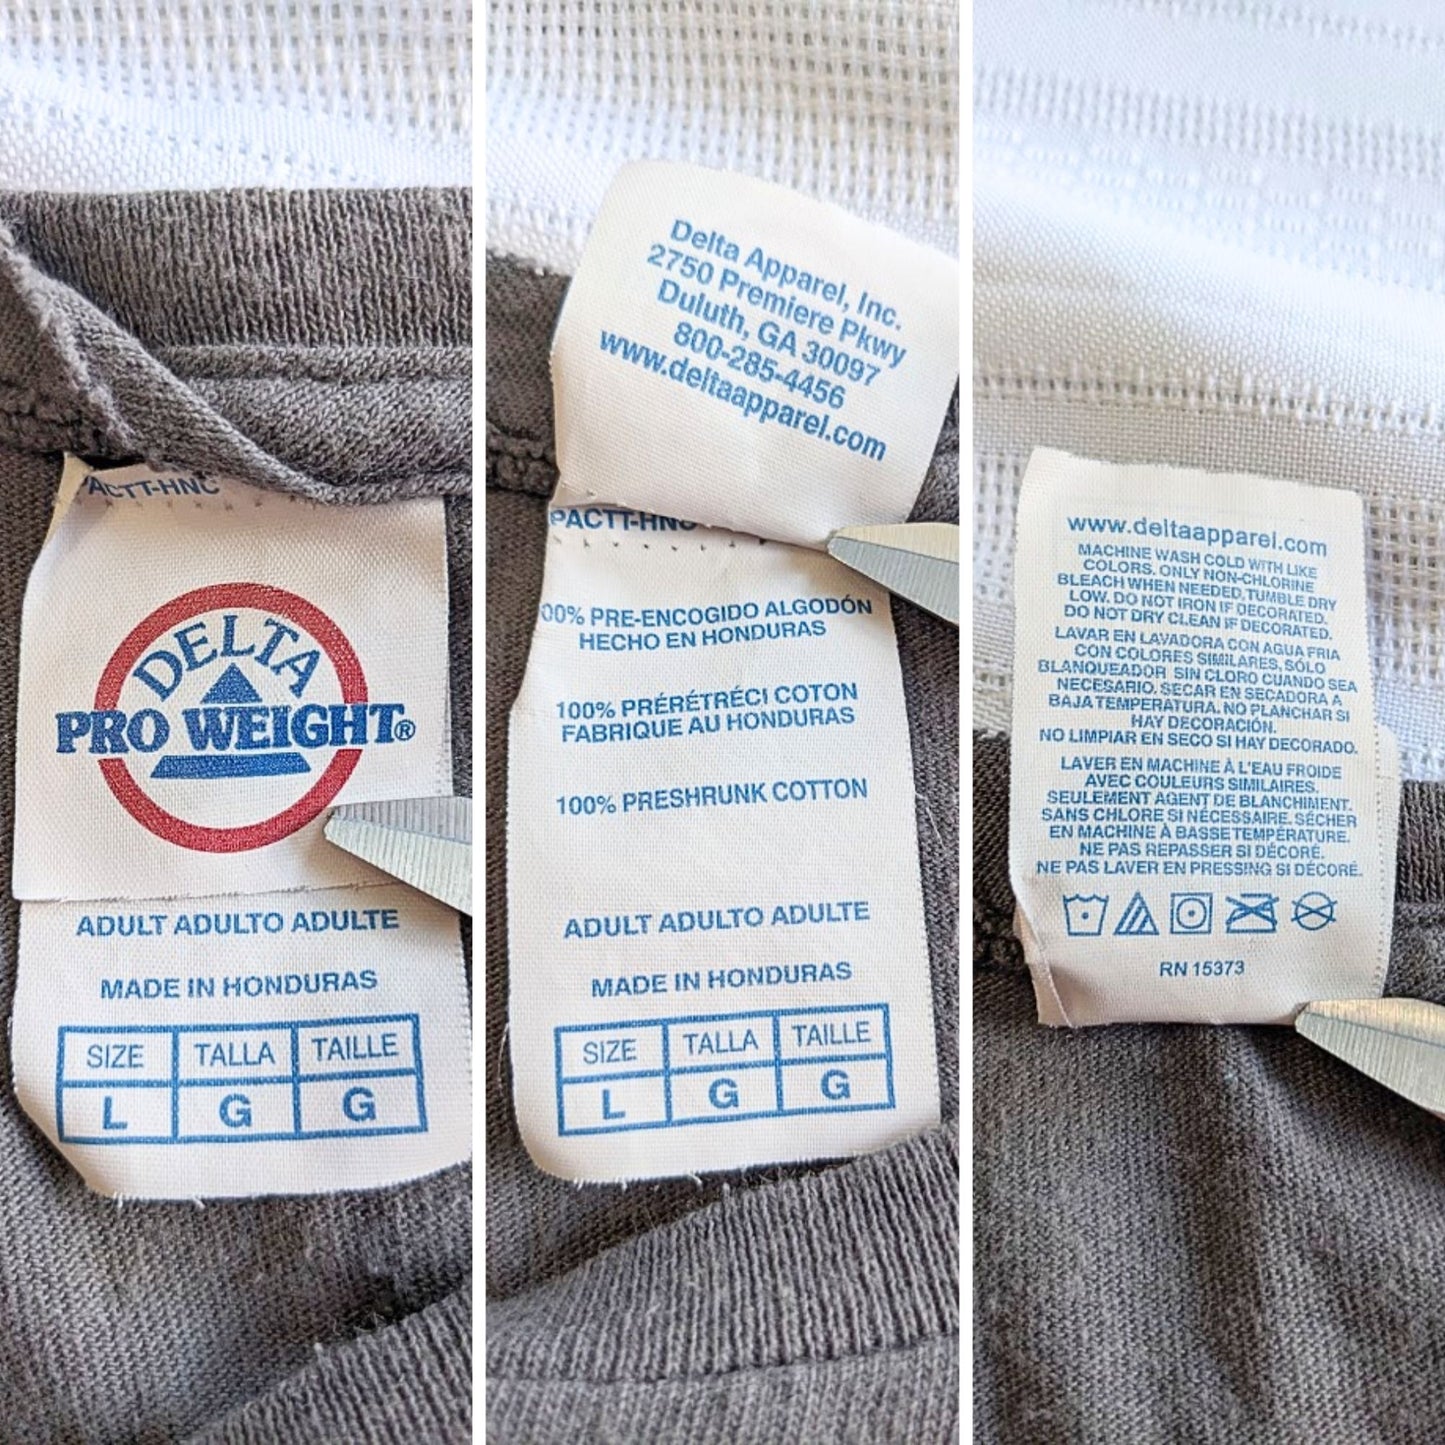 PACTT-HNC
DELTA
PRO WEIGHT®
ADULT ADULTO ADULTE
MADE IN HONDURAS
SIZE TALLA TAILLE
L G G
Delta Apparel, Inc.
2750 Premiere Pkwy
Duluth, GA 30097
800-285-4456
www.deltaapparel.com
PACTT-HNC
00% PRE-ENCOGIDO ALGODÓN
HECHO EN HONDURAS
100% PRÉRÉTRÉCI COTON
FABRIQUE AU HONDURAS
100% PRESHRUNK COTTON
ADULT ADULTO ADULTE
MADE IN HONDURAS
SIZE TALLA TAILLE
L G G
www.deltaapparel.com
MACHINE WASH COLD WITH LIKE
COLORS. ONLY NON-CHLORINE
BLEACH WHEN NEEDED, TUMBLE DRY
LOW. DO NOT IRON IF DECORATED.
DO NOT DRY CLEAN IF DECORATED.
LAVAR EN LAVADORA CON AGUA FRIA
CON COLORES SIMILARES, SÓLO
BLANQUEADOR SIN CLORO CUANDO SEA
NECESARIO. SECAR EN SECADORA A
BAJA TEMPERATURA. NO PLANCHAR SI
HAY DECORACIÓN.
NO LIMPIAR EN SECO SI HAY DECORADO.
LAVER EN MACHINE À L'EAU FROIDE
AVEC COULEURS SIMILAIRES.
SEULEMENT AGENT DE BLANCHIMENT.
SANS CHLORE SI NÉCESSAIRE. SÉCHER
EN MACHINE À BASSE TEMPÉRATURE.
NE PAS REPASSER SI DÉCORÉ.
NE PAS LAVER EN PRESSING SI DÉCORÉ.
RN 15373